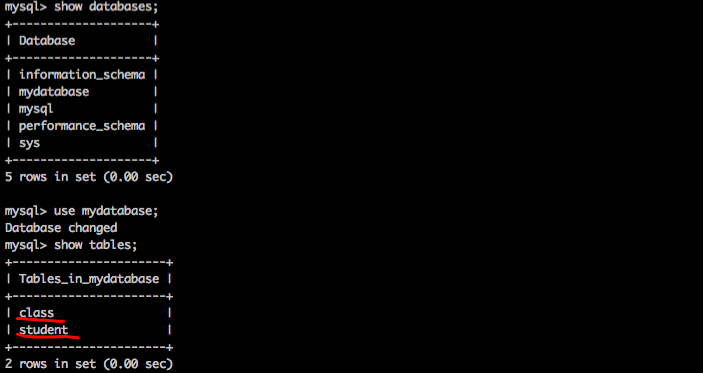 mysql> show databases;
+--------------------+
| Database           |
+--------------------+
| information_schema |
| mydatabase         |
| mysql              |
| performance_schema |
| sys                |
+--------------------+
5 rows in set (0.00 sec)

mysql> use mydatabase;
Database changed
mysql> show tables;
+----------------------+
| Tables_in_mydatabase |
+----------------------+
| class                |
| student              |
+----------------------+
2 rows in set (0.00 sec)